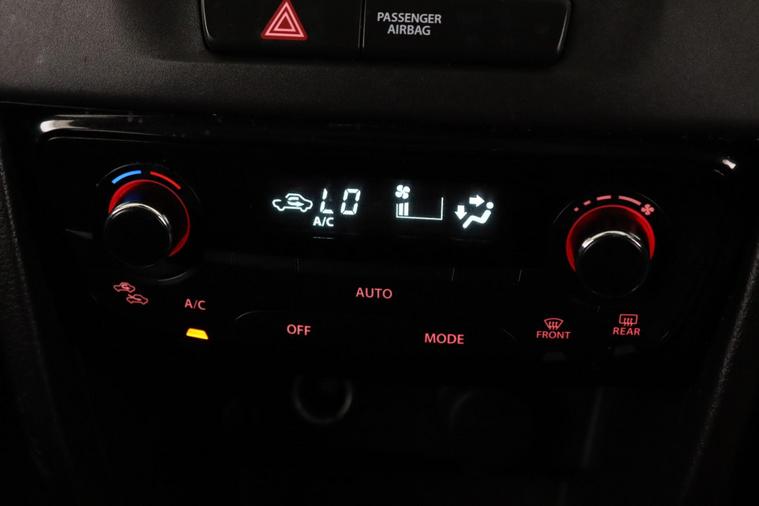 PASSENGER
AIRBAG
LO
A/C
A/C
AUTO
OFF
MODE
FRONT
REAR